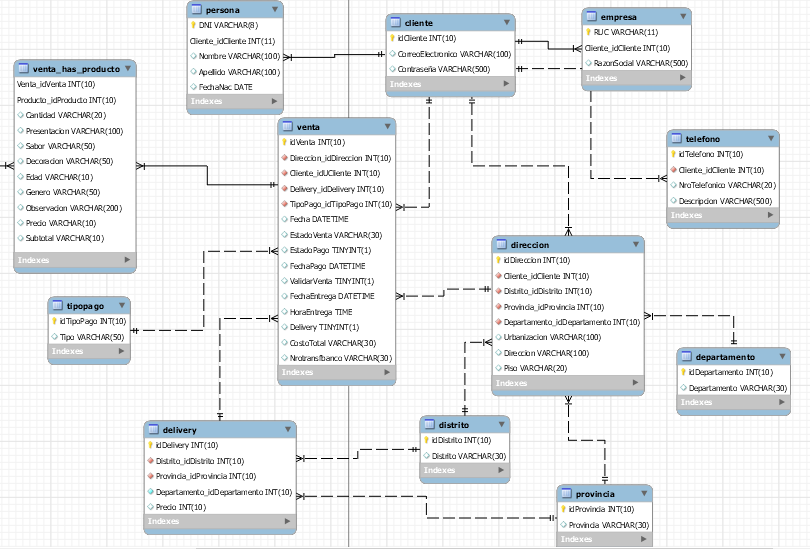 persona
DNI VARCHAR(8)
Cliente_idCliente INT(11)
Nombre VARCHAR(100)
Apellido VARCHAR(100)
FechaNac DATE
Indexes
cliente
idCliente INT(10)
CorreoElectronico VARCHAR(100)
Contraseña VARCHAR(500)
Indexes
empresa
RUC VARCHAR(11)
Cliente_idCliente INT(10)
RazonSocial VARCHAR(500)
Indexes
venta_has_producto
Venta_idVenta INT(10)
Producto_idProducto INT(10)
Cantidad VARCHAR(20)
Presentacion VARCHAR(100)
Sabor VARCHAR(50)
Decoracion VARCHAR(50)
Edad VARCHAR(10)
Genero VARCHAR(50)
Observacion VARCHAR(200)
Precio VARCHAR(10)
Subtotal VARCHAR(10)
Indexes
venta
idVenta INT(10)
Direccion_idDireccion INT(10)
Cliente_idUCliente INT(10)
Delivery_idDelivery INT(10)
TipoPago_idTipoPago INT(10)
Fecha DATETIME
EstadoVenta VARCHAR(30)
EstadoPago TINYINT(1)
FechaPago DATETIME
ValidarVenta TINYINT(1)
FechaEntrega DATETIME
HoraEntrega TIME
Delivery TINYINT(1)
CostoTotal VARCHAR(30)
Nrotransfbanco VARCHAR(30)
Indexes
telefono
idTelefono INT(10)
Cliente_idCliente INT(10)
NroTelefonico VARCHAR(20)
Descripcion VARCHAR(500)
Indexes
direccion
idDireccion INT(10)
Cliente_idCliente INT(10)
Distrito_idDistrito INT(10)
Provincia_idProvincia INT(10)
Departamento_idDepartamento INT(10)
Urbanizacion VARCHAR(100)
Direccion VARCHAR(100)
Piso VARCHAR(20)
Indexes
tipopago
idTipoPago INT(10)
Tipo VARCHAR(50)
Indexes
departamento
idDepartamento INT(10)
Departamento VARCHAR(30)
Indexes
delivery
idDelivery INT(10)
Distrito_idDistrito INT(10)
Provincia_idProvincia INT(10)
Departamento_idDepartamento INT(10)
Precio INT(10)
Indexes
distrito
idDistrito INT(10)
Distrito VARCHAR(30)
Indexes
provincia
idProvincia INT(10)
Provincia VARCHAR(30)
Indexes